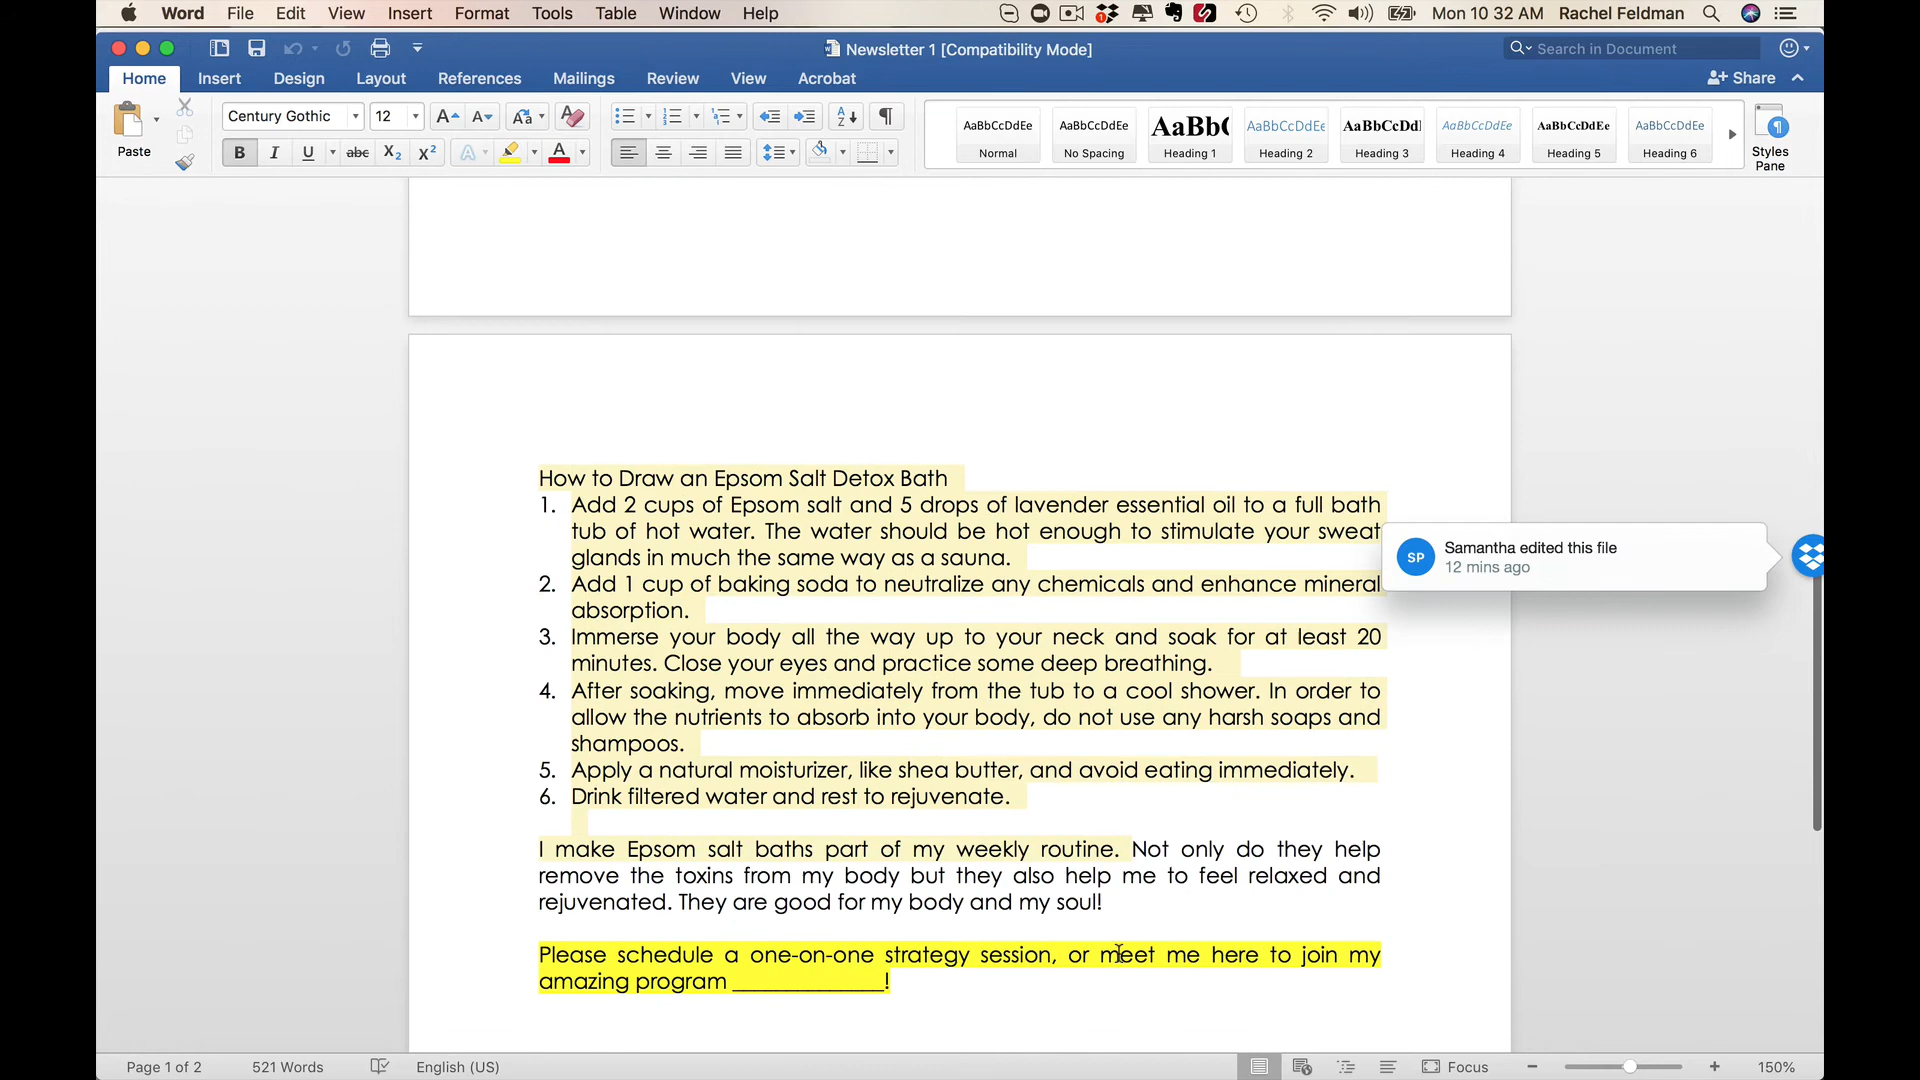 Word File Edit View Insert Format Tools Table Window Help
1
Mon 10 32 AM Rachel Feldman
Newsletter 1 [Compatibility Mode]
Search in Document
Home Insert Design Layout References Mailings Review View Acrobat
Share
Century Gothic 12
Paste
B I U abc X2 X2 A A
AaBbCcDdEe AaBbCcDdEe AaBb( AaBbCcDdEe AaBbCcDdI AaBbCcDdEe AaBbCcDdEe AaBbCcDdEe
Normal No Spacing Heading 1 Heading 2 Heading 3 Heading 4 Heading 5 Heading 6
Styles
Pane
How to Draw an Epsom Salt Detox Bath
1. Add 2 cups of Epsom salt and 5 drops of lavender essential oil to a full bath
tub of hot water. The water should be hot enough to stimulate your sweat
glands in much the same way as a sauna.
2. Add 1 cup of baking soda to neutralize any chemicals and enhance mineral
absorption.
3. Immerse your body all the way up to your neck and soak for at least 20
minutes. Close your eyes and practice some deep breathing.
4. After soaking, move immediately from the tub to a cool shower. In order to
allow the nutrients to absorb into your body, do not use any harsh soaps and
shampoos.
5. Apply a natural moisturizer, like shea butter, and avoid eating immediately.
6. Drink filtered water and rest to rejuvenate.
I make Epsom salt baths part of my weekly routine. Not only do they help
remove the toxins from my body but they also help me to feel relaxed and
rejuvenated. They are good for my body and my soul!
Please schedule a one-on-one strategy session, or meet me here to join my
amazing program ______________!
SP
Samantha edited this file
12 mins ago
Page 1 of 2 521 Words English (US)
Focus
150%